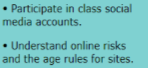 • Participate in class social
media accounts.
• Understand online risks
and the age rules for sites.